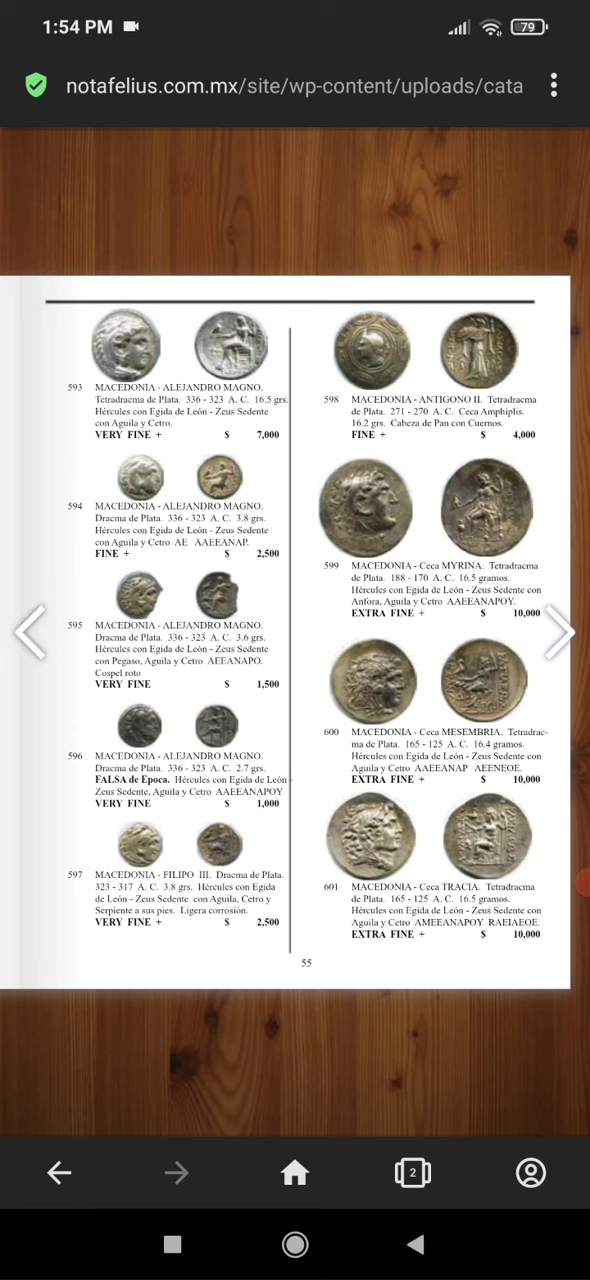 1:54 PM
79
notafelius.com.mx/site/wp-content/uploads/cata
593 MACEDONIA - ALEJANDRO MAGNO.
Tetradracma de Plata. 336 - 323 A. C. 16.5 grs.
Hércules con Egida de León - Zeus Sedente
con Aguila y Cetro.
VERY FINE + $ 7,000
594 MACEDONIA - ALEJANDRO MAGNO.
Dracma de Plata. 336 - 323 A. C. 3.8 grs.
Hércules con Egida de León - Zeus Sedente
con Aguila y Cetro AE AAEEANAP.
FINE + $ 2,500
595 MACEDONIA - ALEJANDRO MAGNO.
Dracma de Plata. 336 - 323 A. C. 3.6 grs.
Hércules con Egida de León - Zeus Sedente
con Pegaso, Aguila y Cetro AEEANAPO.
Cospel roto
VERY FINE $ 1,500
596 MACEDONIA - ALEJANDRO MAGNO.
Dracma de Plata. 336 - 323 A. C. 2.7 grs.
FALSA de Epoca. Hércules con Egida de León -
Zeus Sedente, Aguila y Cetro AAEEANAPOY
VERY FINE $ 1,000
597 MACEDONIA - FILIPO III. Dracma de Plata.
323 - 317 A. C. 3.8 grs. Hércules con Egida
de León - Zeus Sedente con Aguila, Cetro y
Serpiente a sus pies. Ligera corrosión.
VERY FINE + $ 2,500
598 MACEDONIA - ANTIGONO II. Tetradracma
de Plata. 271 - 270 A. C. Ceca Amphiplis.
16.2 grs. Cabeza de Pan con Cuernos.
FINE + $ 4,000
599 MACEDONIA - Ceca MYRINA. Tetradracma
de Plata. 188 - 170 A. C. 16.5 gramos.
Hércules con Egida de León - Zeus Sedente con
Anfora, Aguila y Cetro AAEEANAPOY.
EXTRA FINE + $ 10,000
600 MACEDONIA - Ceca MESEMBRIA. Tetradrac-
ma de Plata. 165 - 125 A. C. 16.4 gramos.
Hércules con Egida de León - Zeus Sedente con
Aguila y Cetro AAEEANAP AEENEOE.
EXTRA FINE + $ 10,000
601 MACEDONIA - Ceca TRACIA. Tetradracma
de Plata. 165 - 125 A. C. 16.5 gramos.
Hércules con Egida de León - Zeus Sedente con
Aguila y Cetro AMEEANAPOY RAEIAEOE.
EXTRA FINE + $ 10,000
55
2